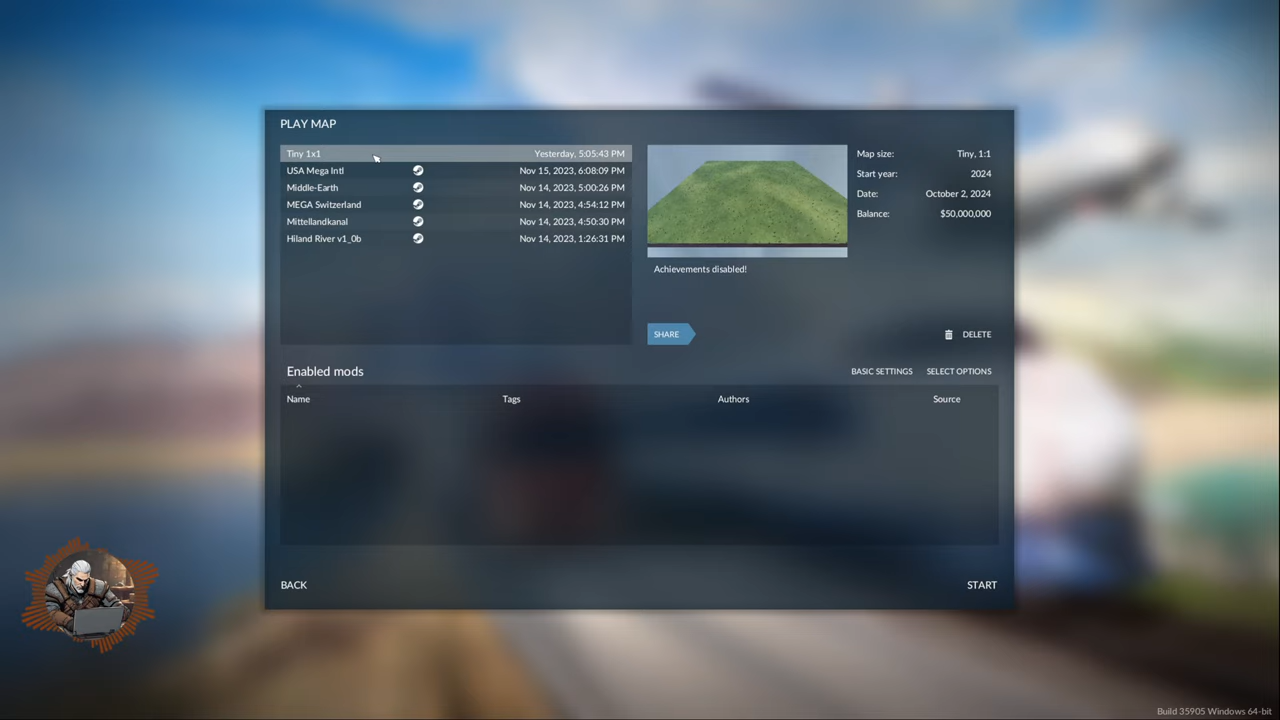 PLAY MAP
Tiny 1x1 Yesterday, 5:05:43 PM
USA Mega Intl Nov 15, 2023, 6:08:09 PM
Middle-Earth Nov 14, 2023, 5:00:26 PM
MEGA Switzerland Nov 14, 2023, 4:54:12 PM
Mittellandkanal Nov 14, 2023, 4:50:30 PM
Hiland River v1_0b Nov 14, 2023, 1:26:31 PM
Map size: Tiny, 1:1
Start year: 2024
Date: October 2, 2024
Balance: $50,000,000
Achievements disabled!
SHARE DELETE
Enabled mods BASIC SETTINGS SELECT OPTIONS
Name Tags Authors Source
BACK START
Build 35905 Windows 64-bit